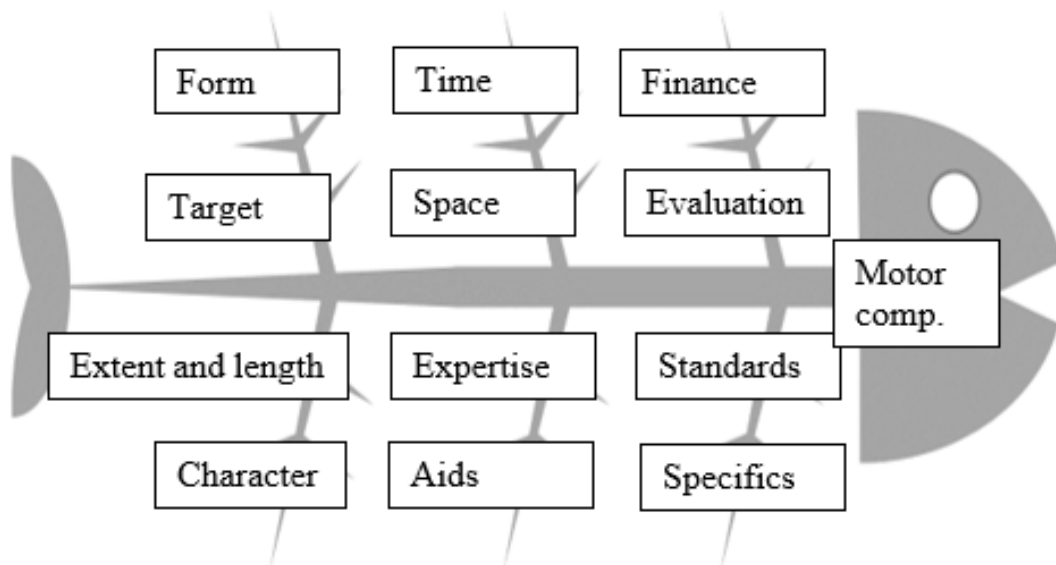 Form
Time
Finance
Target
Space
Evaluation
Motor
comp.
Extent and length
Expertise
Standards
Character
Aids
Specifics